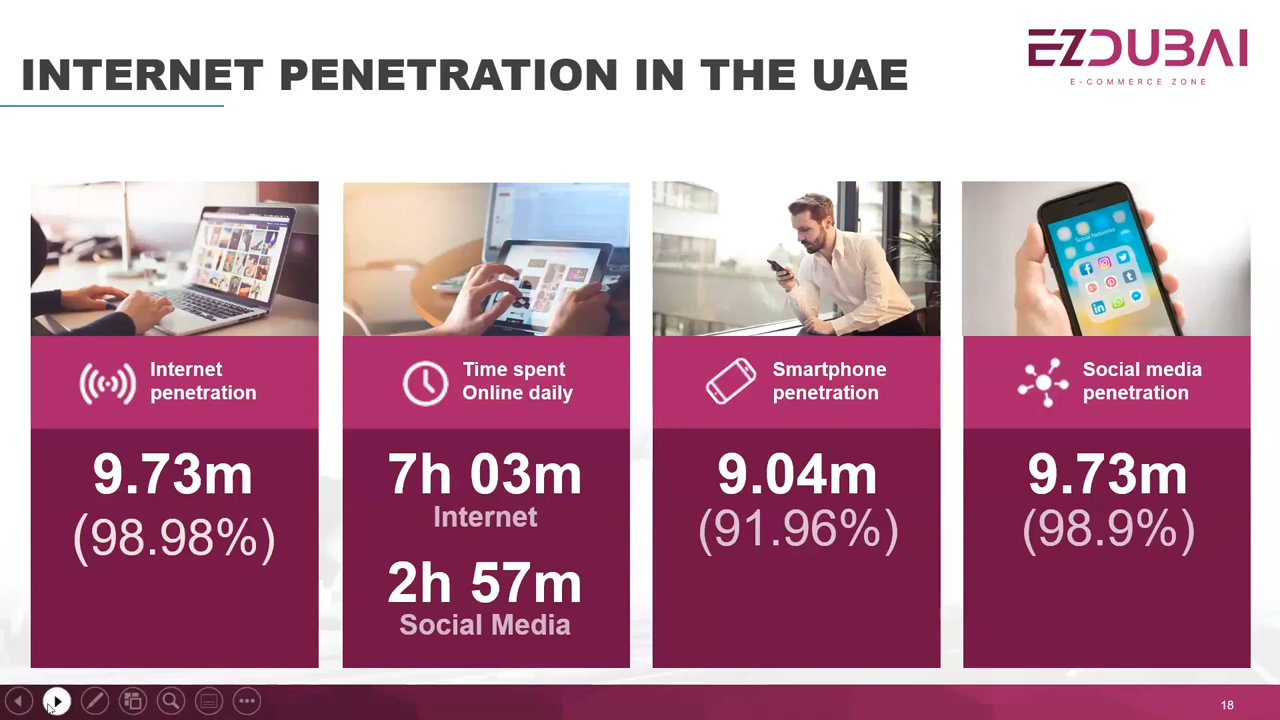 INTERNET PENETRATION IN THE UAE
EZDUBAI
E-COMMERCE ZONE
Social Networks
Internet
penetration
9.73m
(98.98%)
Time spent
Online daily
7h 03m
Internet
2h 57m
Social Media
Smartphone
penetration
9.04m
(91.96%)
Social media
penetration
9.73m
(98.9%)
18